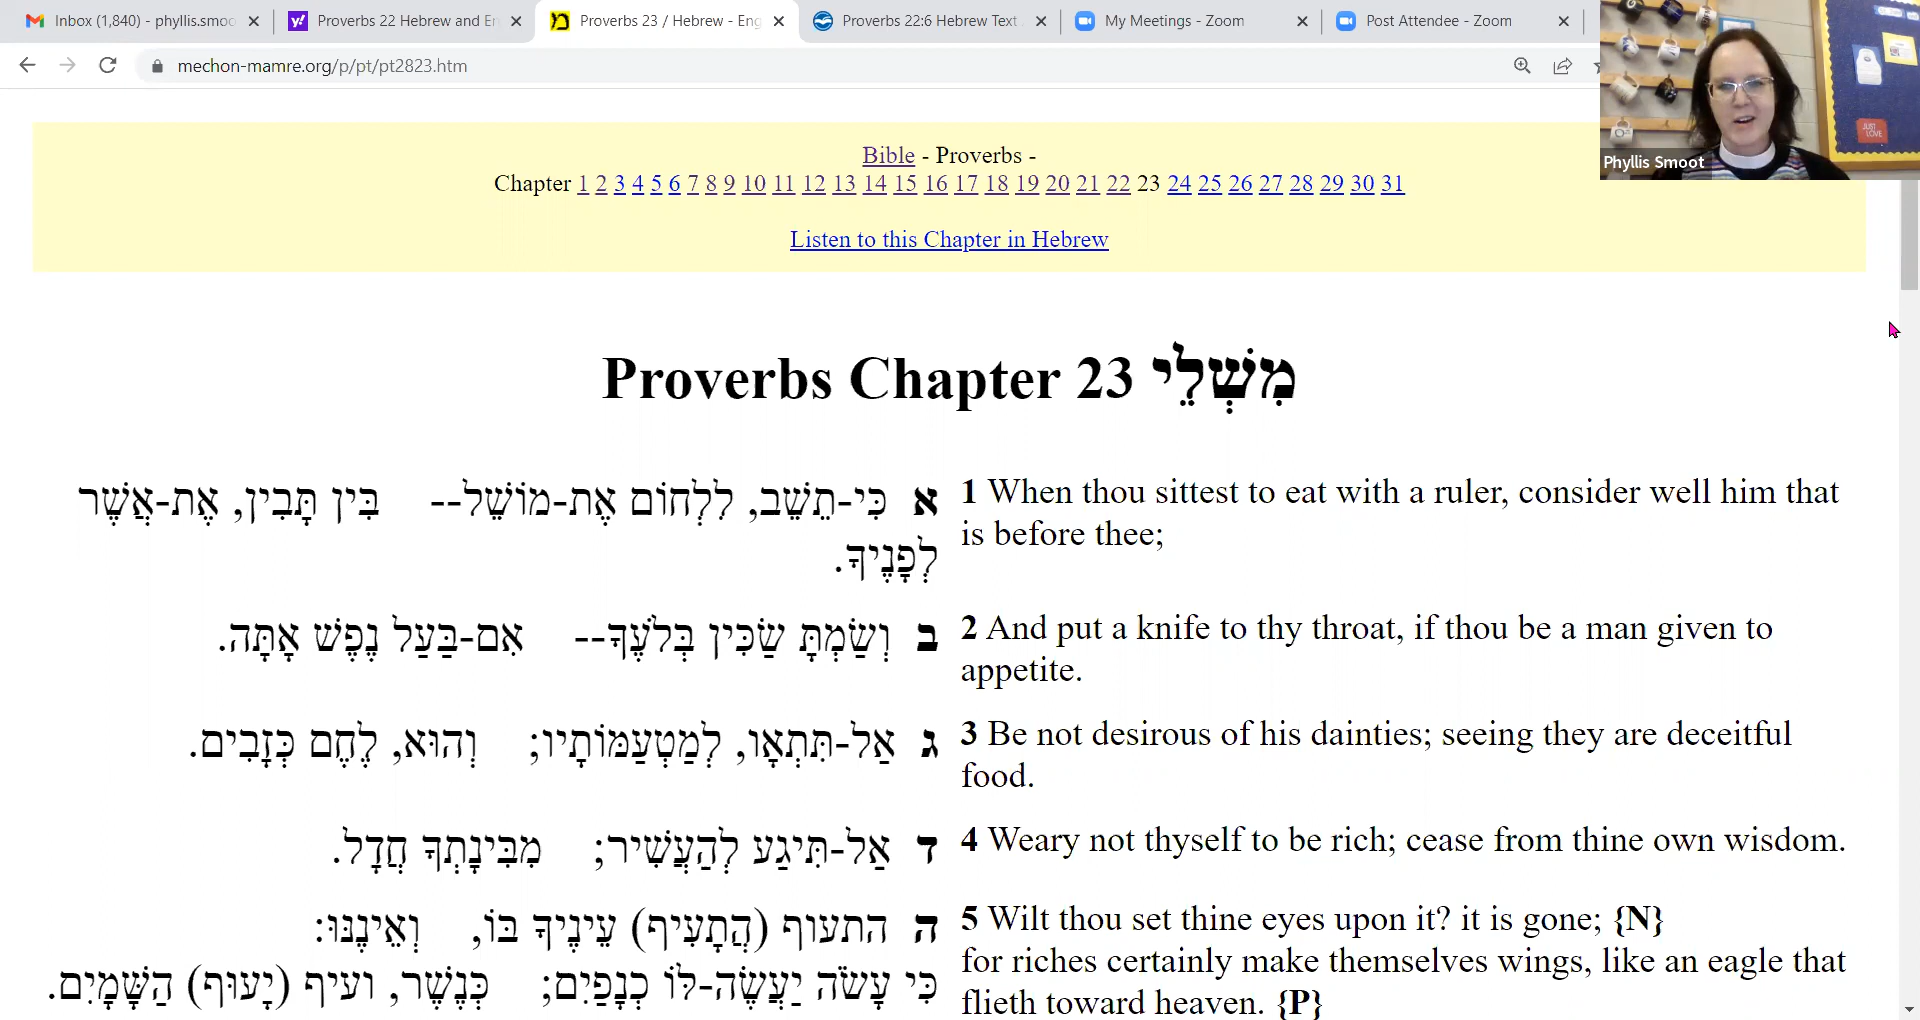 Inbox (1,840) - phyllis.smoo
Proverbs 22 Hebrew and En
Proverbs 23 / Hebrew - Eng
Proverbs 22:6 Hebrew Text
My Meetings - Zoom
Post Attendee - Zoom
mechon-mamre.org/p/pt/pt2823.htm
JUST LOVE
Phyllis Smoot
Bible - Proverbs -
Chapter 1 2 3 4 5 6 7 8 9 10 11 12 13 14 15 16 17 18 19 20 21 22 23 24 25 26 27 28 29 30 31
Listen to this Chapter in Hebrew
Proverbs Chapter 23 מִשְׁלֵי
א כִּי-תֵשֵׁב, לִלְחוֹם אֶת-מוֹשֵׁל-- בִּין תָּבִין, אֶת-אֲשֶׁר
לְפָנֶיךָ.
1 When thou sittest to eat with a ruler, consider well him that
is before thee;
ב וְשַׂמְתָּ שַׂכִּין בְּלֹעֶךָ-- אִם-בַּעַל נֶפֶשׁ אָתָּה.
2 And put a knife to thy throat, if thou be a man given to
appetite.
ג אַל-תִּתְאָו, לְמַטְעַמּוֹתָיו; וְהוּא, לֶחֶם כְּזָבִים.
3 Be not desirous of his dainties; seeing they are deceitful
food.
ד אַל-תִּיגַע לְהַעֲשִׁיר; מִבִּינָתְךָ חֲדָל.
4 Weary not thyself to be rich; cease from thine own wisdom.
ה התעוף (הֲתָעִיף) עֵינֶיךָ בּוֹ, וְאֵינֶנּוּ:
כִּי עָשֹׂה יַעֲשֶׂה-לּוֹ כְנָפַיִם; כְּנֶשֶׁר, ועיף (יָעוּף) הַשָּׁמָיִם.
5 Wilt thou set thine eyes upon it? it is gone; {N}
for riches certainly make themselves wings, like an eagle that
flieth toward heaven. {P}